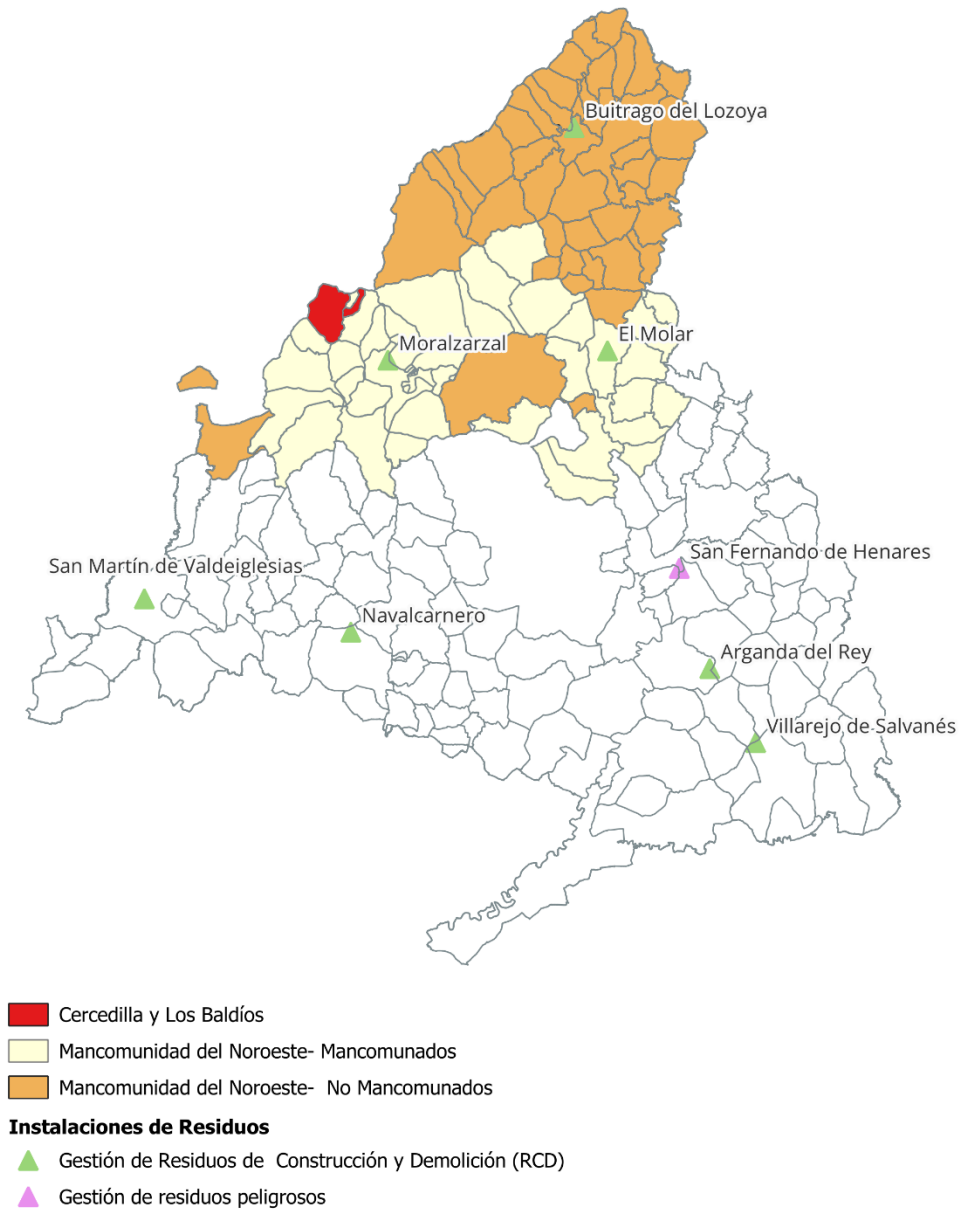 Buitrago del Lozoya
El Molar
Moralzarzal
San Fernando de Henares
San Martín de Valdeiglesias
Navalcarnero
Arganda del Rey
Villarejo de Salvanés
Cercedilla y Los Baldíos
Mancomunidad del Noroeste- Mancomunados
Mancomunidad del Noroeste-  No Mancomunados
Instalaciones de Residuos
Gestión de Residuos de  Construcción y Demolición (RCD)
Gestión de residuos peligrosos